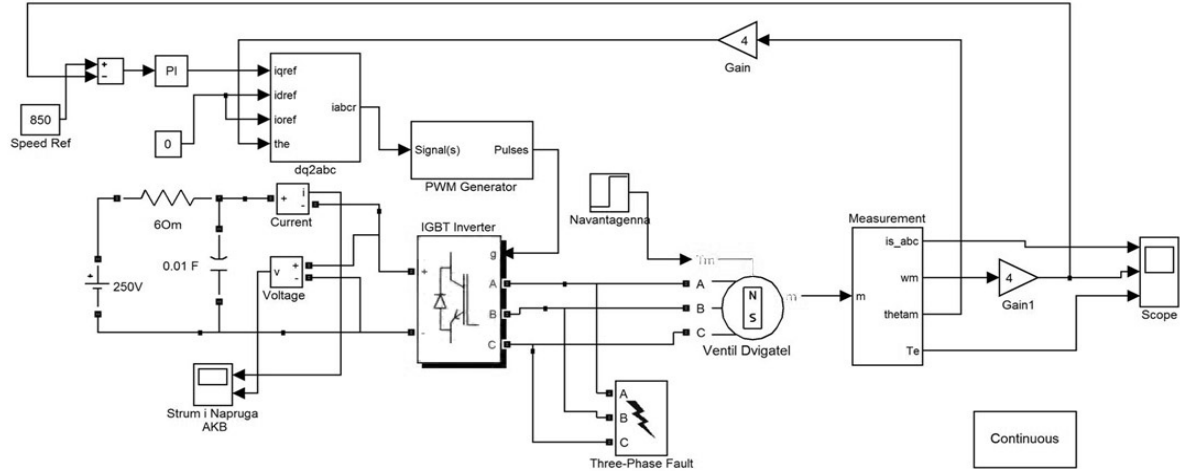 4
Gain
PI
iqref
idref
ioref
the
iabcr
dq2abc
850
Speed Ref
0
Signal(s) Pulses
PWM Generator
6Om
250V
0.01 F
+ i -
Current
v + -
Voltage
IGBT Inverter
g
+ A
B
- C
Navantagenna
Tm
A
B
C
N
S
m
Ventil Dvigatel
Measurement
m
is_abc
wm
thetam
Te
4
Gain1
Scope
Strum i Napruga
AKB
A
B
C
Three-Phase Fault
Continuous